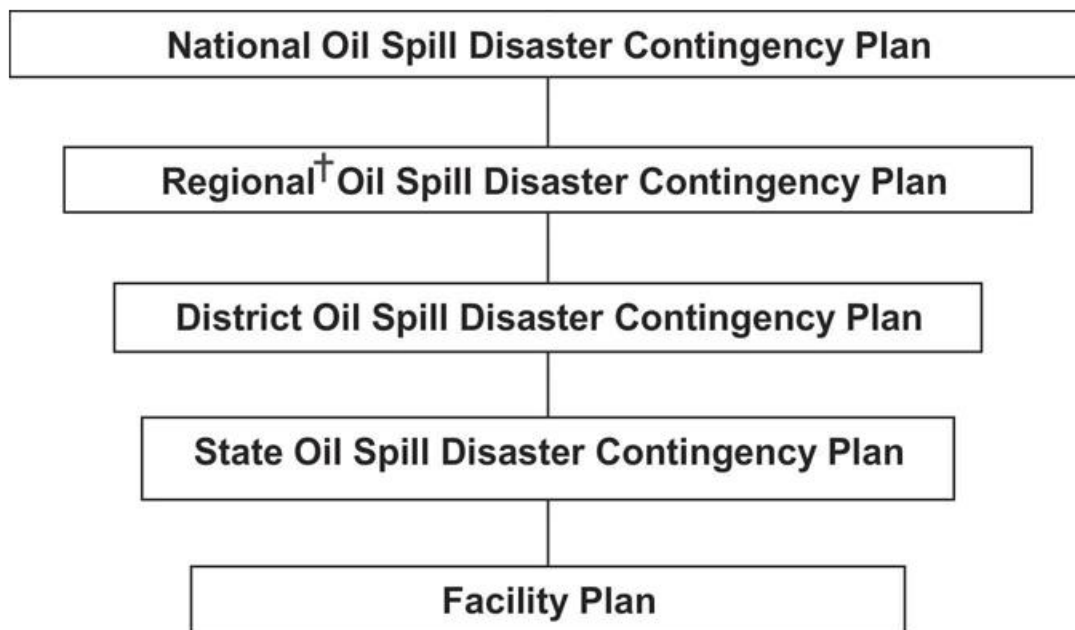 National Oil Spill Disaster Contingency Plan
Regional† Oil Spill Disaster Contingency Plan
District Oil Spill Disaster Contingency Plan
State Oil Spill Disaster Contingency Plan
Facility Plan